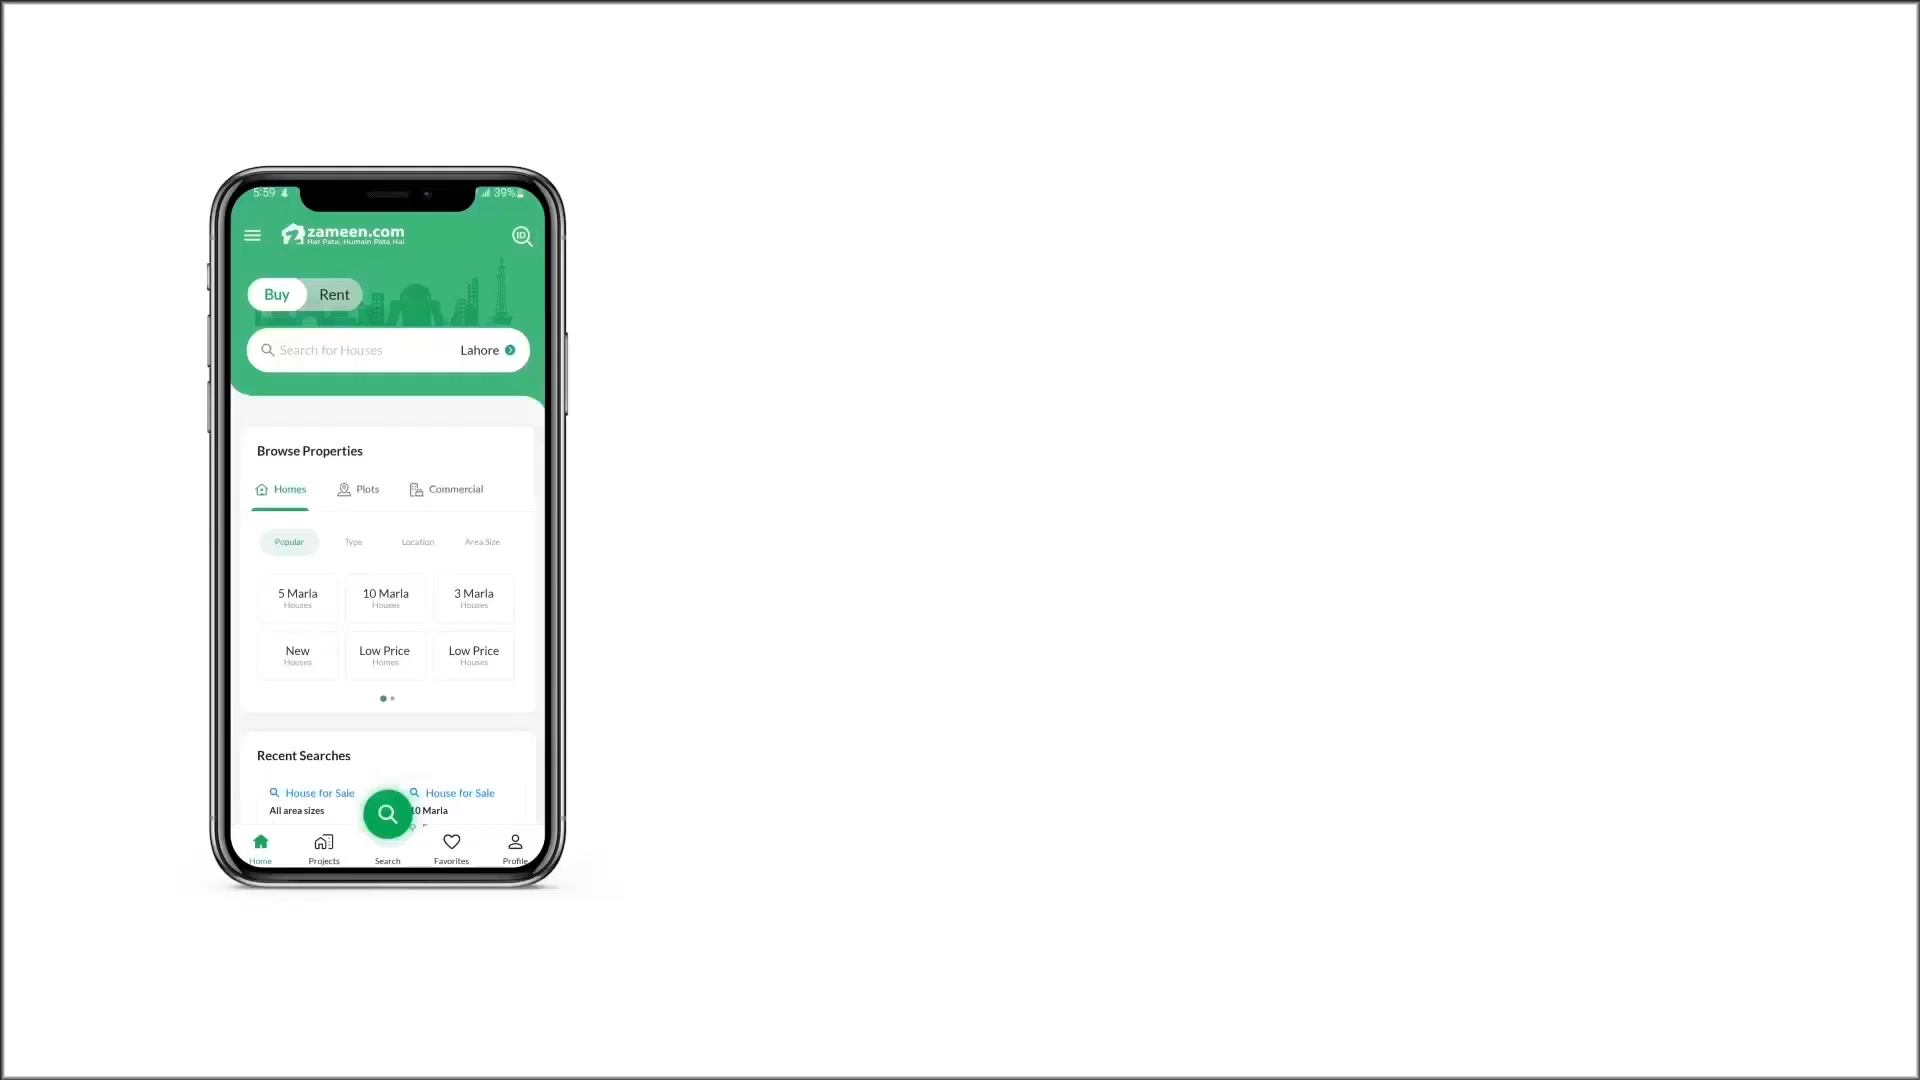 5:59 39%
zameen.com
Har Pata, Humain Pata Hai
ID
Buy Rent
Search for Houses Lahore
Browse Properties
Homes Plots Commercial
Popular Type Location Area Size
5 Marla 10 Marla 3 Marla
Houses Houses Houses
New Low Price Low Price
Houses Homes Houses
Recent Searches
House for Sale House for Sale
All area sizes 10 Marla
Home Projects Search Favorites Profile